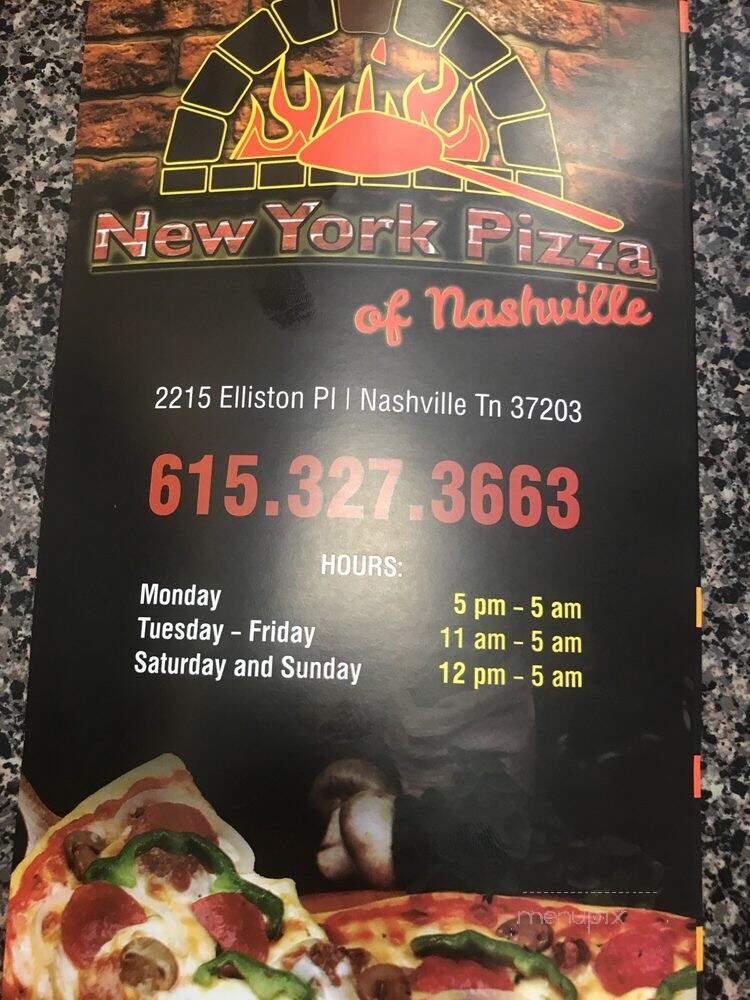 New York Pizza
of Nashville
2215 Elliston Pl | Nashville Tn 37203
615.327.3663
HOURS:
Monday 5 pm – 5 am
Tuesday – Friday 11 am – 5 am
Saturday and Sunday 12 pm – 5 am
menupix